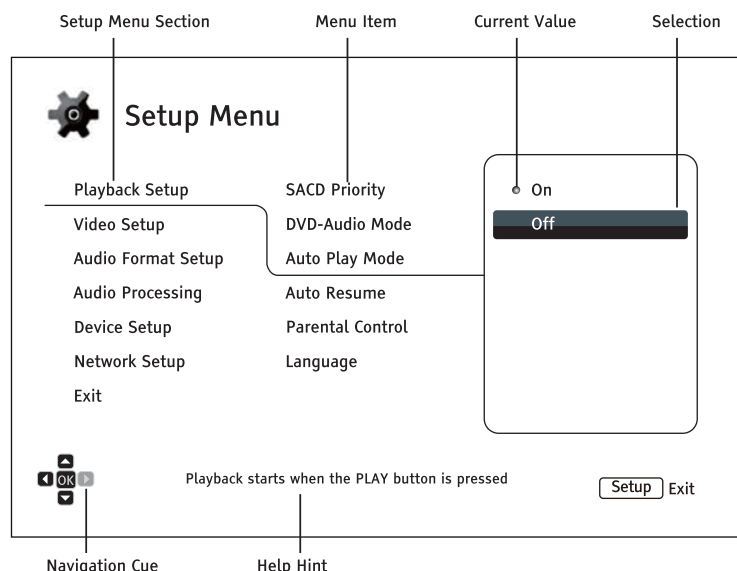 Setup Menu Section Menu Item Current Value Selection
Setup Menu
Playback Setup SACD Priority On
Video Setup DVD-Audio Mode Off
Audio Format Setup Auto Play Mode
Audio Processing Auto Resume
Device Setup Parental Control
Network Setup Language
Exit
OK Playback starts when the PLAY button is pressed Setup Exit
Navigation Cue Help Hint